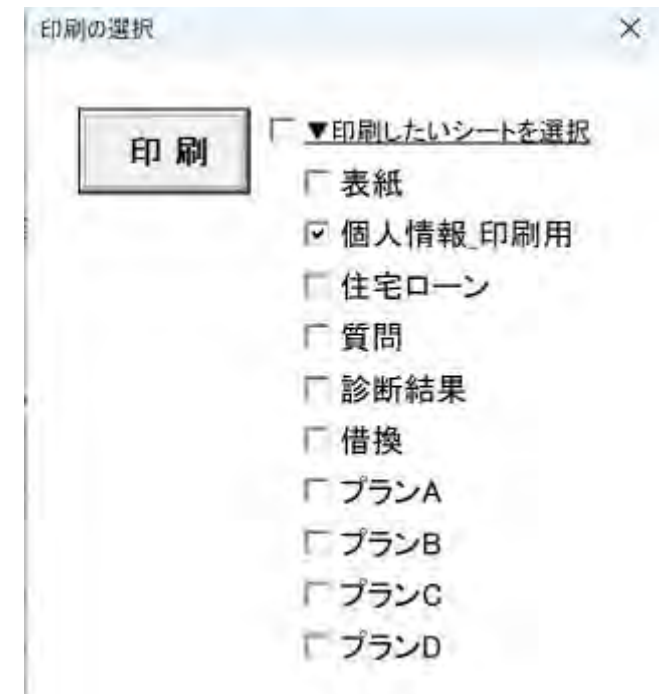 印刷の選択
印 刷
▼印刷したいシートを選択
表紙
個人情報_印刷用
住宅ローン
質問
診断結果
借換
プランA
プランB
プランC
プランD